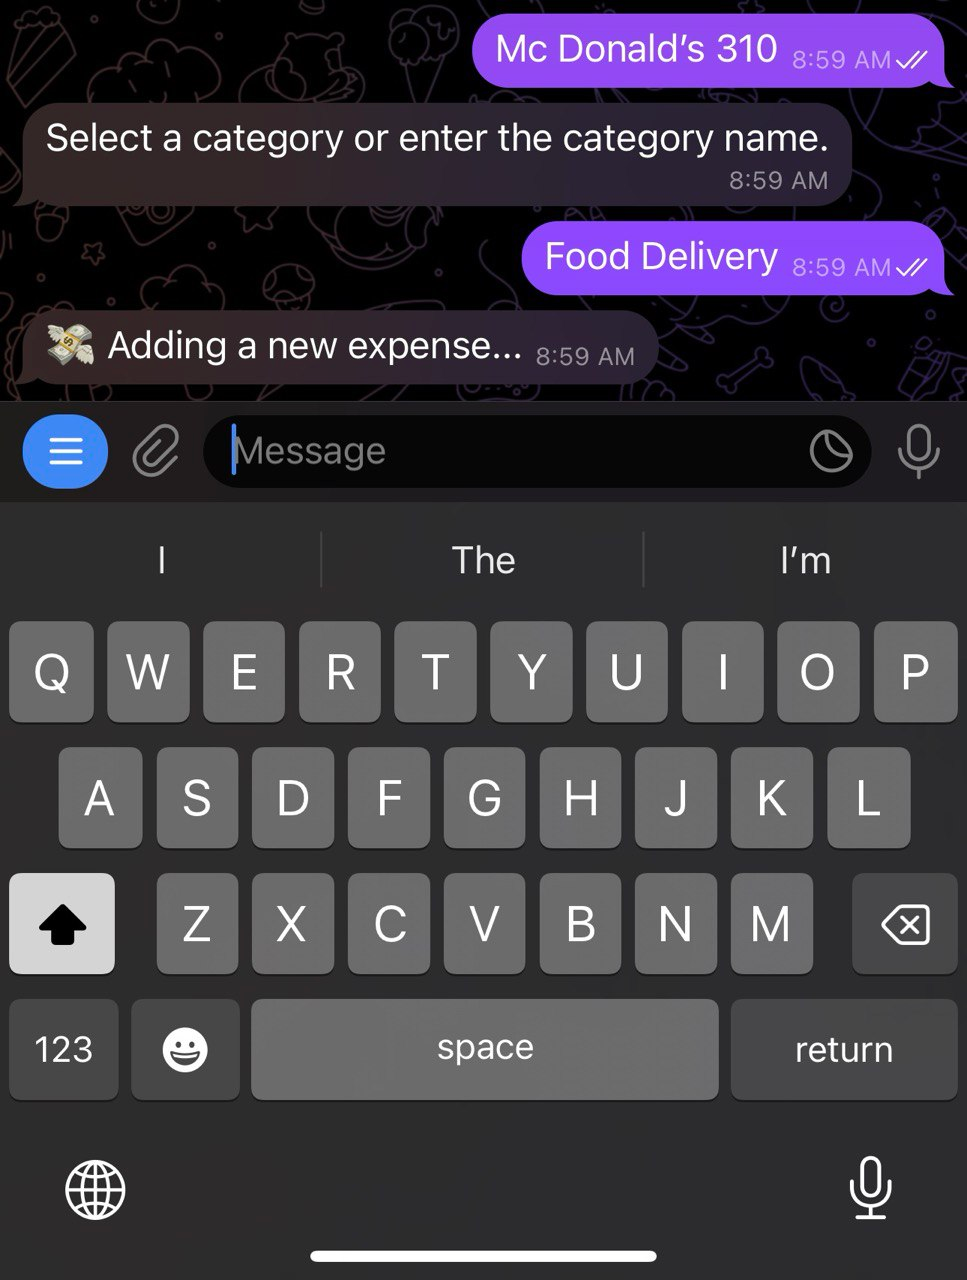 Mc Donald’s 310 8:59 AM
Select a category or enter the category name.
8:59 AM
Food Delivery 8:59 AM
Adding a new expense... 8:59 AM
Message
I The I’m
Q W E R T Y U I O P
A S D F G H J K L
Z X C V B N M
123 space return